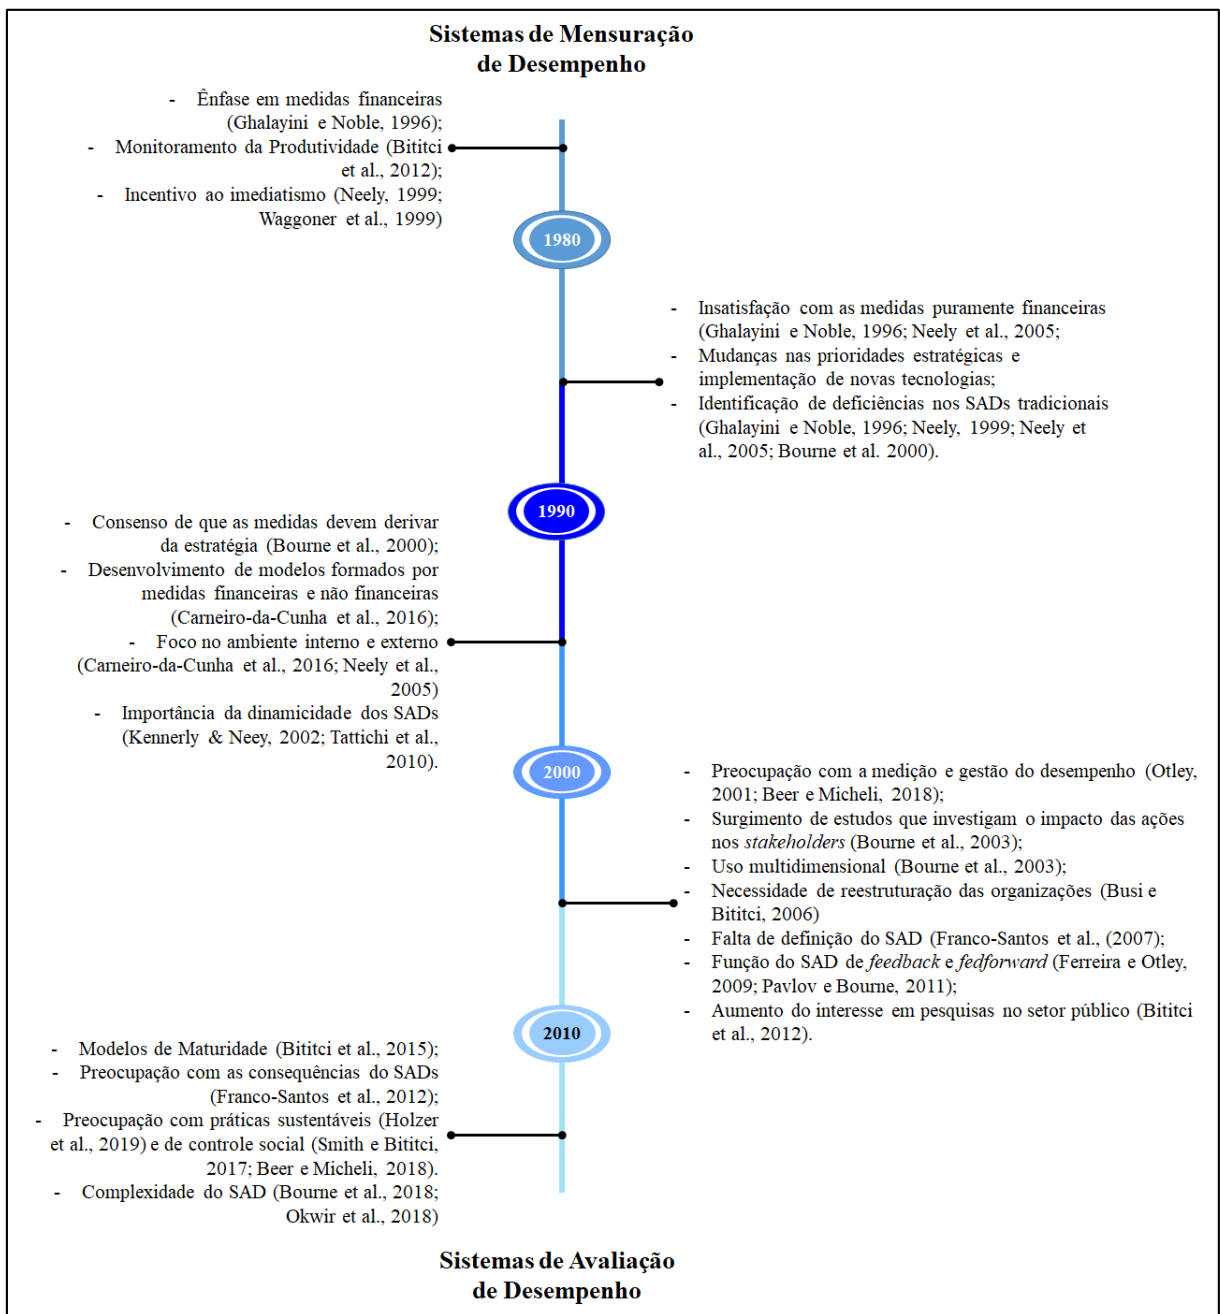 Sistemas de Mensuração
de Desempenho
- Ênfase em medidas financeiras
(Ghalayini e Noble, 1996);
- Monitoramento da Produtividade (Bititci
et al., 2012);
- Incentivo ao imediatismo (Neely, 1999;
Waggoner et al., 1999)
1980
- Insatisfação com as medidas puramente financeiras
(Ghalayini e Noble, 1996; Neely et al., 2005;
- Mudanças nas prioridades estratégicas e
implementação de novas tecnologias;
- Identificação de deficiências nos SADs tradicionais
(Ghalayini e Noble, 1996; Neely, 1999; Neely et
al., 2005; Bourne et al. 2000).
1990
- Consenso de que as medidas devem derivar
da estratégia (Bourne et al., 2000);
- Desenvolvimento de modelos formados por
medidas financeiras e não financeiras
(Carneiro-da-Cunha et al., 2016);
- Foco no ambiente interno e externo
(Carneiro-da-Cunha et al., 2016; Neely et al.,
2005)
- Importância da dinamicidade dos SADs
(Kennerly & Neey, 2002; Tattichi et al.,
2010).
2000
- Preocupação com a medição e gestão do desempenho (Otley,
2001; Beer e Micheli, 2018);
- Surgimento de estudos que investigam o impacto das ações
nos stakeholders (Bourne et al., 2003);
- Uso multidimensional (Bourne et al., 2003);
- Necessidade de reestruturação das organizações (Busi e
Bititci, 2006)
- Falta de definição do SAD (Franco-Santos et al., (2007);
- Função do SAD de feedback e fedforward (Ferreira e Otley,
2009; Pavlov e Bourne, 2011);
- Aumento do interesse em pesquisas no setor público (Bititci
et al., 2012).
2010
- Modelos de Maturidade (Bititci et al., 2015);
- Preocupação com as consequências do SADs
(Franco-Santos et al., 2012);
- Preocupação com práticas sustentáveis (Holzer
et al., 2019) e de controle social (Smith e Bititci,
2017; Beer e Micheli, 2018).
- Complexidade do SAD (Bourne et al., 2018;
Okwir et al., 2018)
Sistemas de Avaliação
de Desempenho